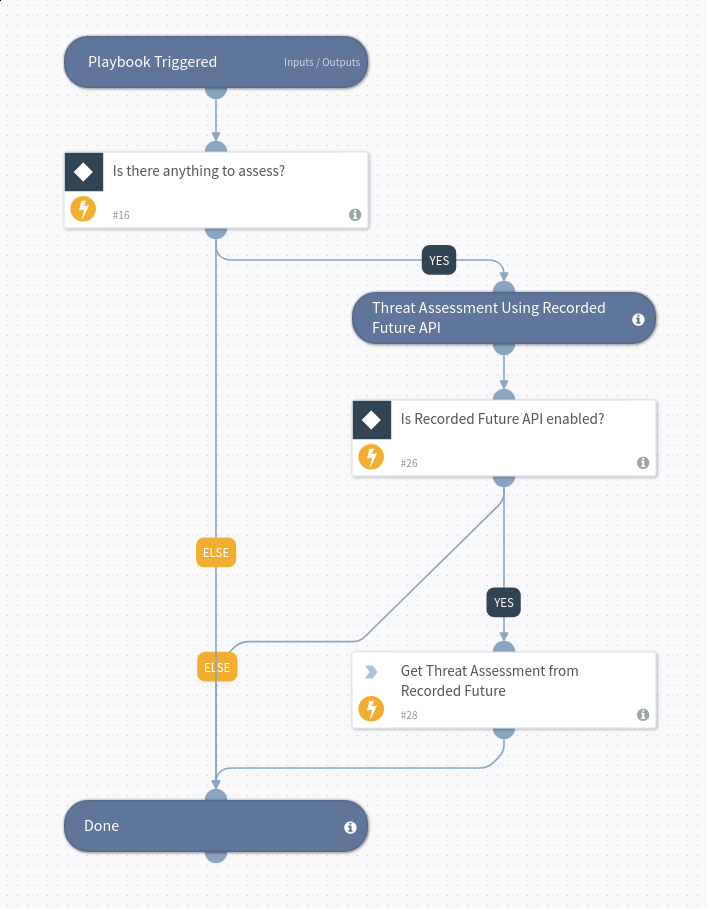 Playbook Triggered
Inputs / Outputs
Is there anything to assess?
#16
YES
Threat Assessment Using Recorded
Future API
Is Recorded Future API enabled?
#26
ELSE
YES
ELSE
Get Threat Assessment from
Recorded Future
#28
Done